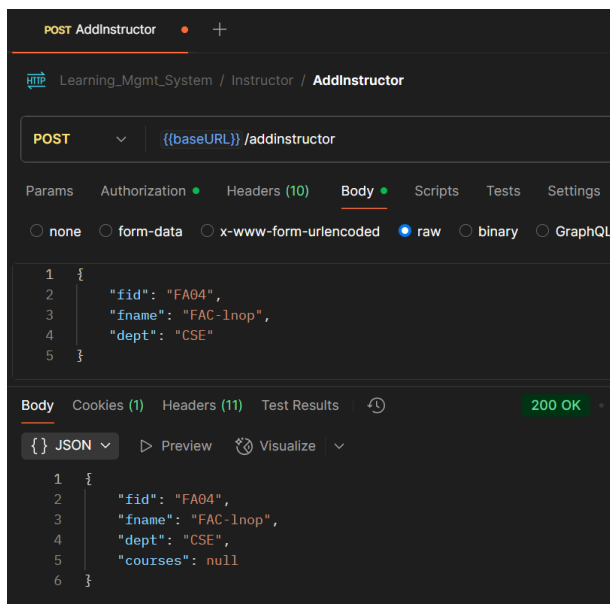 POST AddInstructor
HTTP Learning_Mgmt_System / Instructor / AddInstructor
POST {{baseURL}} /addinstructor
Params Authorization Headers (10) Body Scripts Tests Settings
none form-data x-www-form-urlencoded raw binary GraphQL
1 {
2 "fid": "FA04",
3 "fname": "FAC-lnop",
4 "dept": "CSE"
5 }
Body Cookies (1) Headers (11) Test Results 200 OK
{} JSON Preview Visualize
1 {
2 "fid": "FA04",
3 "fname": "FAC-lnop",
4 "dept": "CSE",
5 "courses": null
6 }